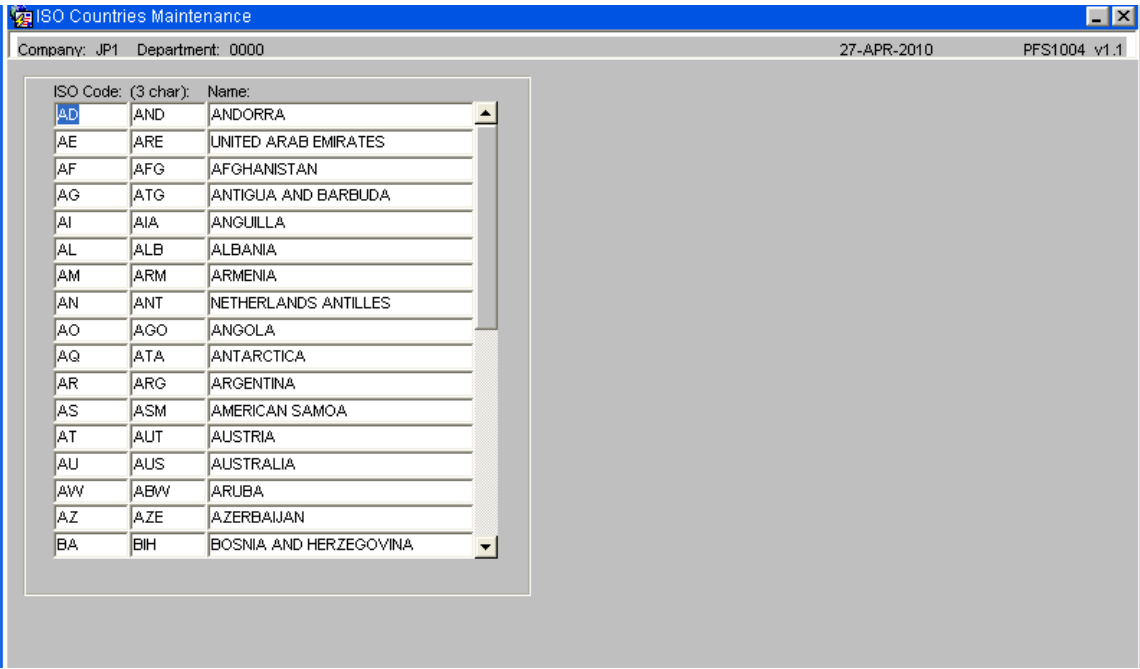 ISO Countries Maintenance
Company: JP1 Department: 0000 27-APR-2010 PFS1004 v1.1
ISO Code: (3 char): Name:
AD AND ANDORRA
AE ARE UNITED ARAB EMIRATES
AF AFG AFGHANISTAN
AG ATG ANTIGUA AND BARBUDA
AI AIA ANGUILLA
AL ALB ALBANIA
AM ARM ARMENIA
AN ANT NETHERLANDS ANTILLES
AO AGO ANGOLA
AQ ATA ANTARCTICA
AR ARG ARGENTINA
AS ASM AMERICAN SAMOA
AT AUT AUSTRIA
AU AUS AUSTRALIA
AW ABW ARUBA
AZ AZE AZERBAIJAN
BA BIH BOSNIA AND HERZEGOVINA